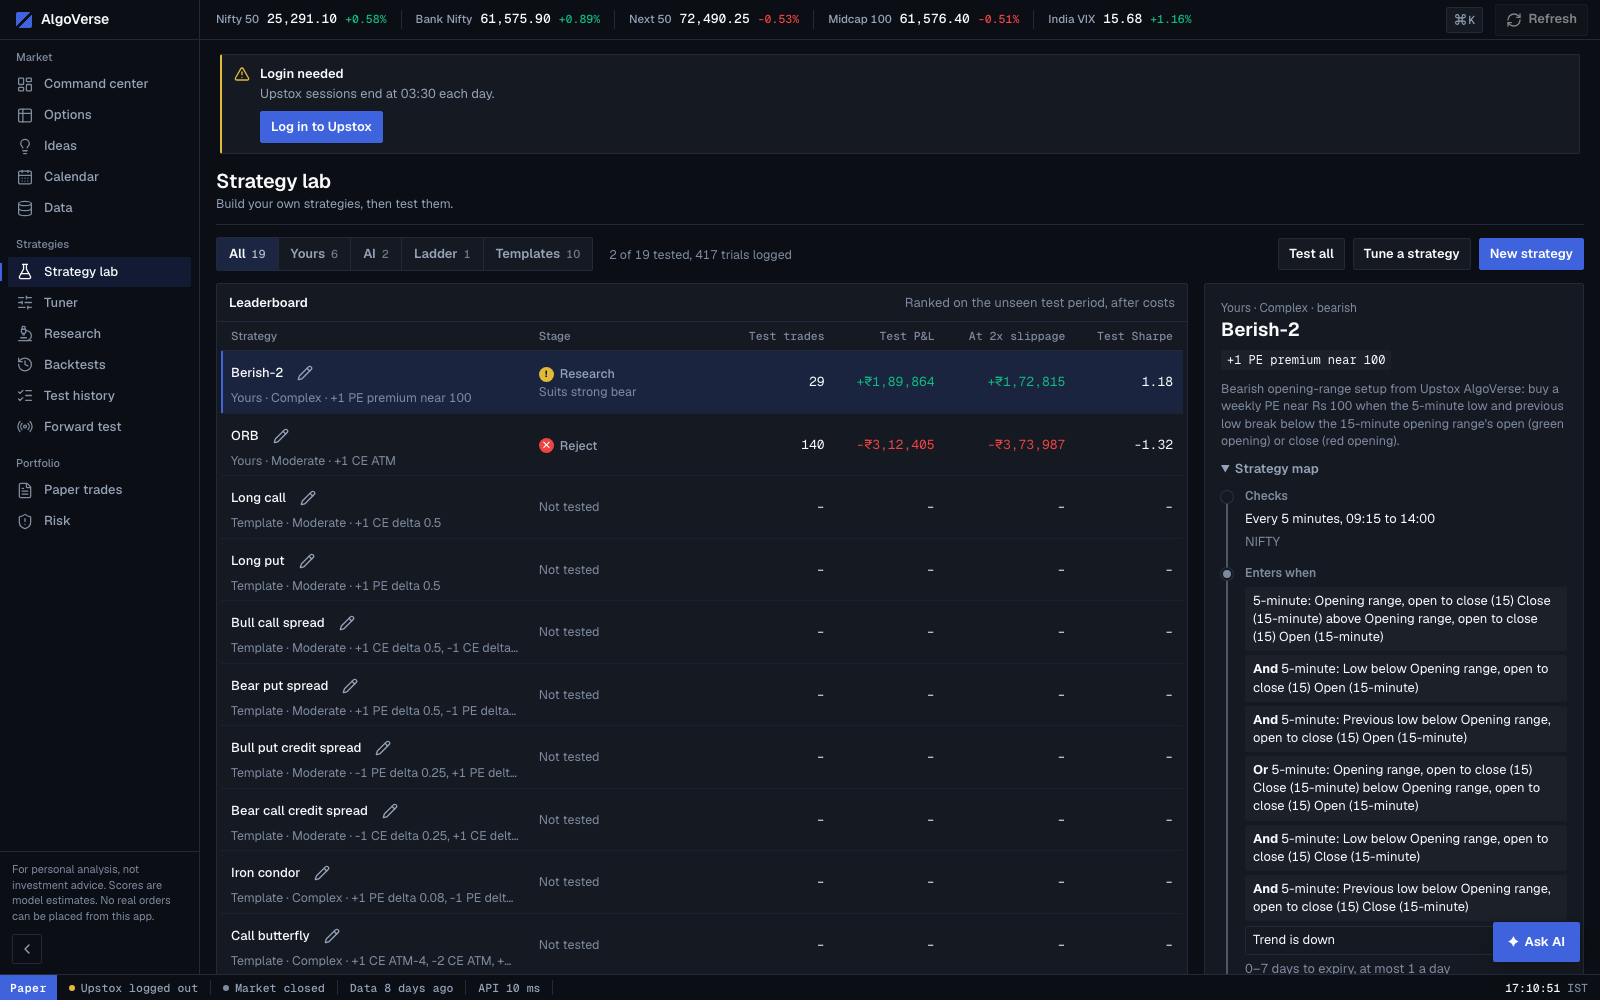 AlgoVerse
Nifty 50 25,291.10 +0.58% Bank Nifty 61,575.90 +0.89% Next 50 72,490.25 -0.53% Midcap 100 61,576.40 -0.51% India VIX 15.68 +1.16%
⌘K
Refresh
Market
Command center
Options
Ideas
Calendar
Data
Strategies
Strategy lab
Tuner
Research
Backtests
Test history
Forward test
Portfolio
Paper trades
Risk
For personal analysis, not
investment advice. Scores are
model estimates. No real orders
can be placed from this app.
Login needed
Upstox sessions end at 03:30 each day.
Log in to Upstox
Strategy lab
Build your own strategies, then test them.
All 19 Yours 6 AI 2 Ladder 1 Templates 10
2 of 19 tested, 417 trials logged
Test all Tune a strategy New strategy
Leaderboard Ranked on the unseen test period, after costs
Strategy Stage Test trades Test P&L At 2x slippage Test Sharpe
Berish-2
Yours · Complex · +1 PE premium near 100
Research
Suits strong bear
29 +₹1,89,864 +₹1,72,815 1.18
ORB
Yours · Moderate · +1 CE ATM
Reject
140 -₹3,12,405 -₹3,73,987 -1.32
Long call
Template · Moderate · +1 CE delta 0.5
Not tested – – – –
Long put
Template · Moderate · +1 PE delta 0.5
Not tested – – – –
Bull call spread
Template · Moderate · +1 CE delta 0.5, -1 CE delta...
Not tested – – – –
Bear put spread
Template · Moderate · +1 PE delta 0.5, -1 PE delta...
Not tested – – – –
Bull put credit spread
Template · Moderate · -1 PE delta 0.25, +1 PE delt...
Not tested – – – –
Bear call credit spread
Template · Moderate · -1 CE delta 0.25, +1 CE delt...
Not tested – – – –
Iron condor
Template · Complex · +1 PE delta 0.08, -1 PE delt...
Not tested – – – –
Call butterfly
Template · Complex · +1 CE ATM-4, -2 CE ATM, +...
Not tested – – – –
Yours · Complex · bearish
Berish-2
+1 PE premium near 100
Bearish opening-range setup from Upstox AlgoVerse: buy a
weekly PE near Rs 100 when the 5-minute low and previous
low break below the 15-minute opening range's open (green
opening) or close (red opening).
▼ Strategy map
Checks
Every 5 minutes, 09:15 to 14:00
NIFTY
Enters when
5-minute: Opening range, open to close (15) Close
(15-minute) above Opening range, open to close
(15) Open (15-minute)
And 5-minute: Low below Opening range, open to
close (15) Open (15-minute)
And 5-minute: Previous low below Opening range,
open to close (15) Open (15-minute)
Or 5-minute: Opening range, open to close (15)
Close (15-minute) below Opening range, open to
close (15) Open (15-minute)
And 5-minute: Low below Opening range, open to
close (15) Close (15-minute)
And 5-minute: Previous low below Opening range,
open to close (15) Close (15-minute)
Trend is down
0–7 days to expiry, at most 1 a day
Ask AI
Paper Upstox logged out Market closed Data 8 days ago API 10 ms 17:10:51 IST